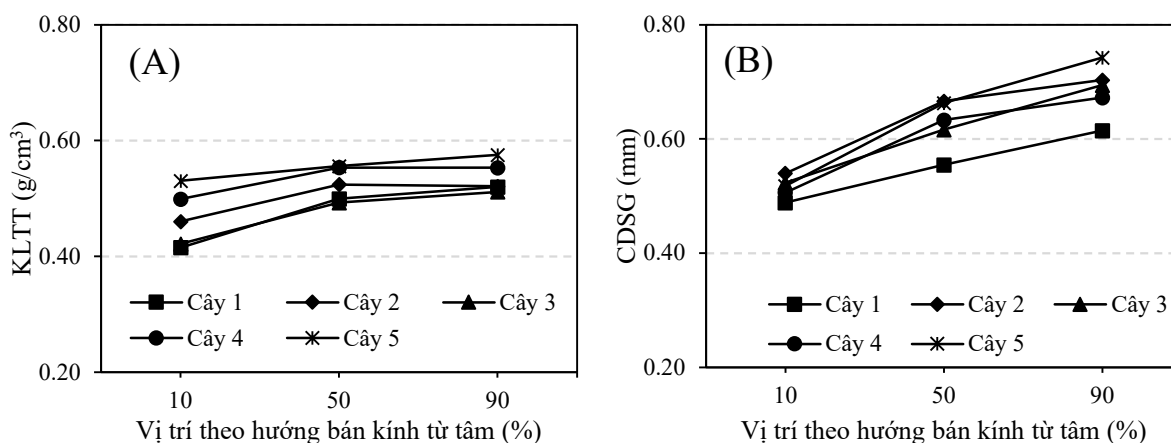 (A)
KLTT (g/cm³)
0.80
0.60
0.40
0.20
Cây 1 Cây 2 Cây 3
Cây 4 Cây 5
10 50 90
Vị trí theo hướng bán kính từ tâm (%)
(B)
CDSG (mm)
0.80
0.60
0.40
0.20
Cây 1 Cây 2 Cây 3
Cây 4 Cây 5
10 50 90
Vị trí theo hướng bán kính từ tâm (%)